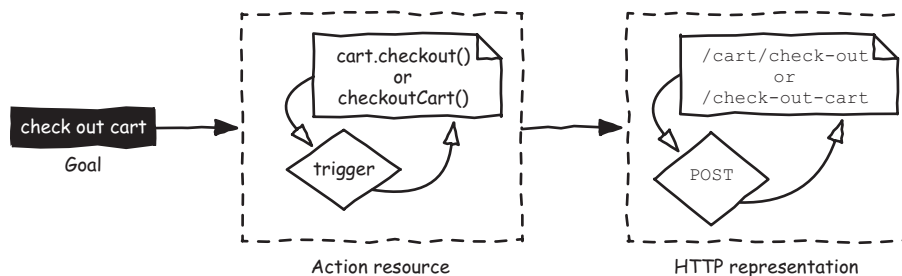 check out cart
Goal
cart.checkout()
or
checkoutCart()
trigger
Action resource
/cart/check-out
or
/check-out-cart
POST
HTTP representation